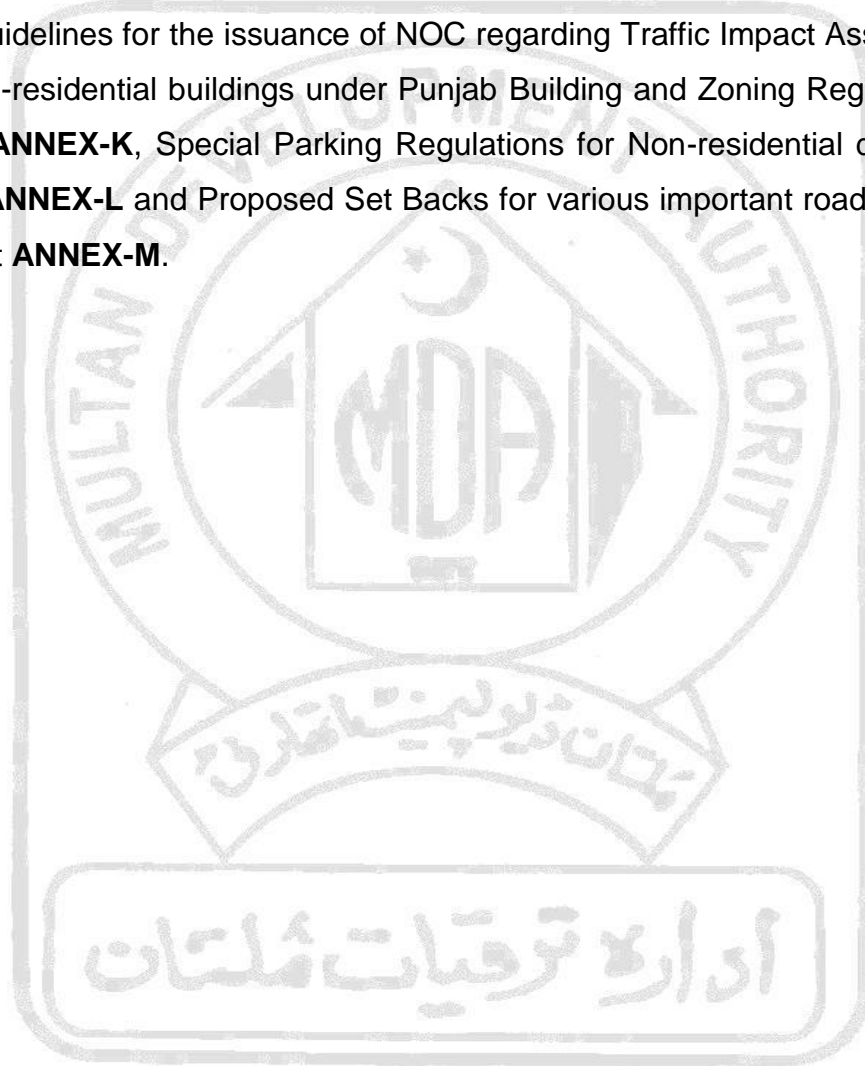 uidelines for the issuance of NOC regarding Traffic Impact Ass
-residential buildings under Punjab Building and Zoning Reg
ANNEX-K, Special Parking Regulations for Non-residential
ANNEX-L and Proposed Set Backs for various important road
ANNEX-M.
MULTAN DEVELOPMENT AUTHORITY
MDA
ملتان ڈیولپمنٹ اتھارٹی
ادارہ ترقیات ملتان